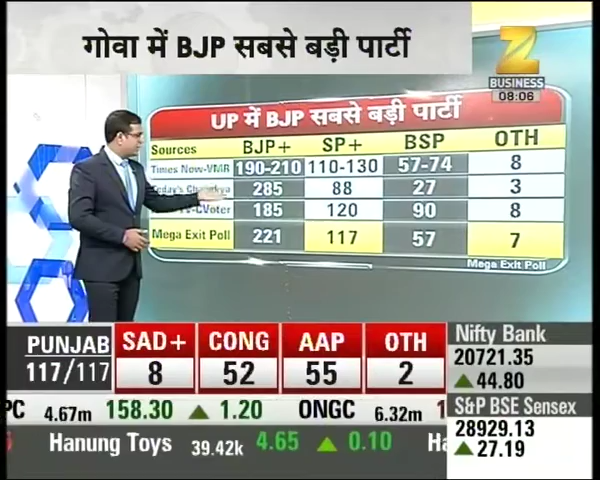 गोवा में BJP सबसे बड़ी पार्टी
Z
BUSINESS
08:06
UP में BJP सबसे बड़ी पार्टी
Sources BJP+ SP+ BSP OTH
Times Now-VMR 190-210 110-130 57-74 8
285 88 27 3
CVoter 185 120 90 8
Mega Exit Poll 221 117 57 7
Mega Exit Poll
PUNJAB SAD+ CONG AAP OTH
117/117 8 52 55 2
Nifty Bank
20721.35
44.80
S&P BSE Sensex
28929.13
27.19
PC 4.67m 158.30 1.20 ONGC 6.32m 1
Hanung Toys 39.42k 4.65 0.10 Ha